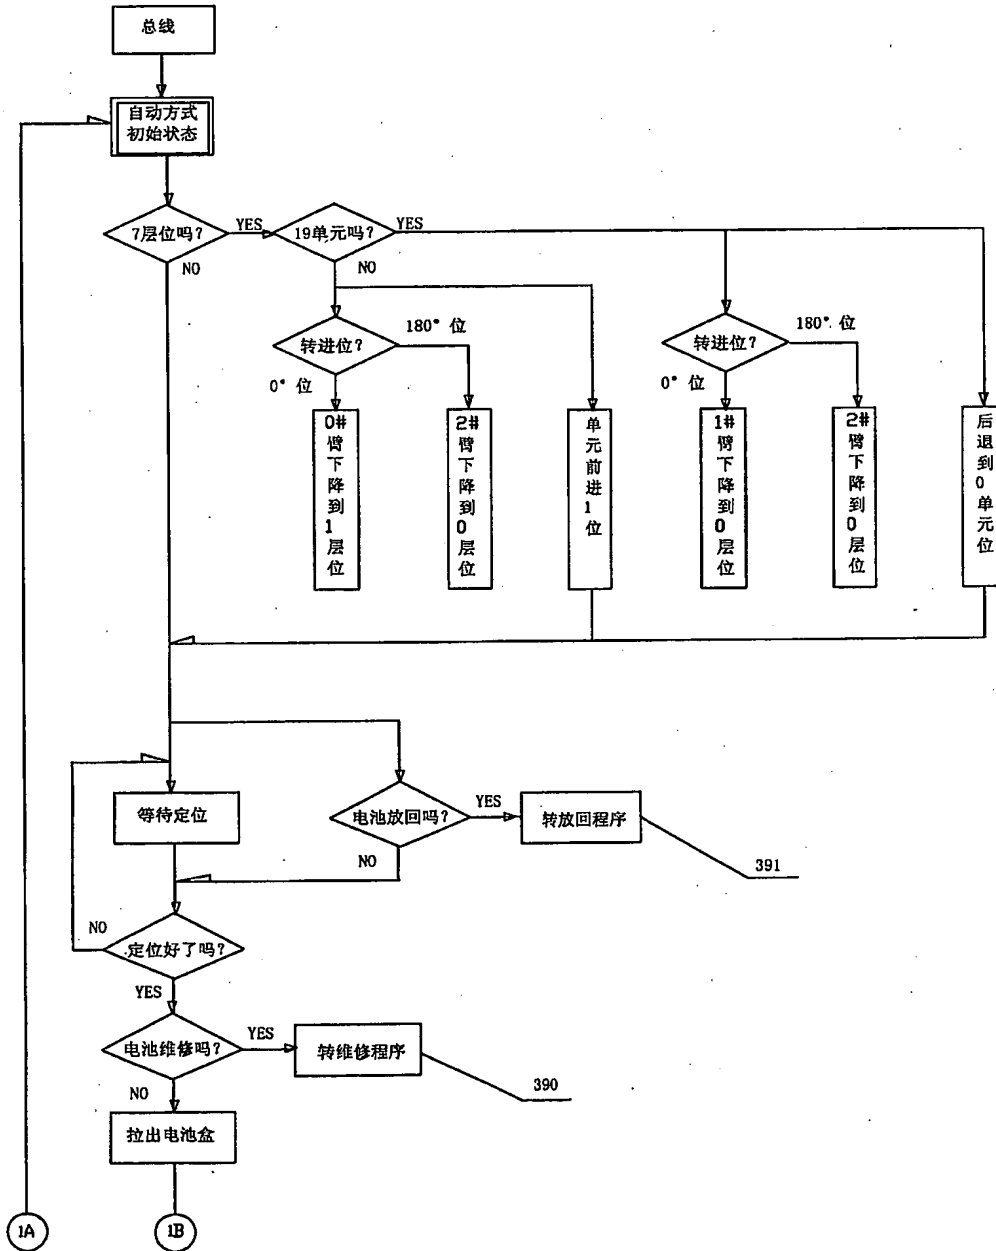 总线
自动方式
初始状态
7层位吗?
YES
19单元吗?
YES
NO
NO
转进位?
180° 位
0° 位
转进位?
180° 位
0° 位
0#臂下降到1层位
2#臂下降到0层位
单元前进1位
1#臂下降到0层位
2#臂下降到0层位
后退到0单元位
等待定位
电池放回吗?
YES
转放回程序
391
NO
NO
定位好了吗?
YES
电池维修吗?
YES
转维修程序
390
NO
拉出电池盒
1A
1B